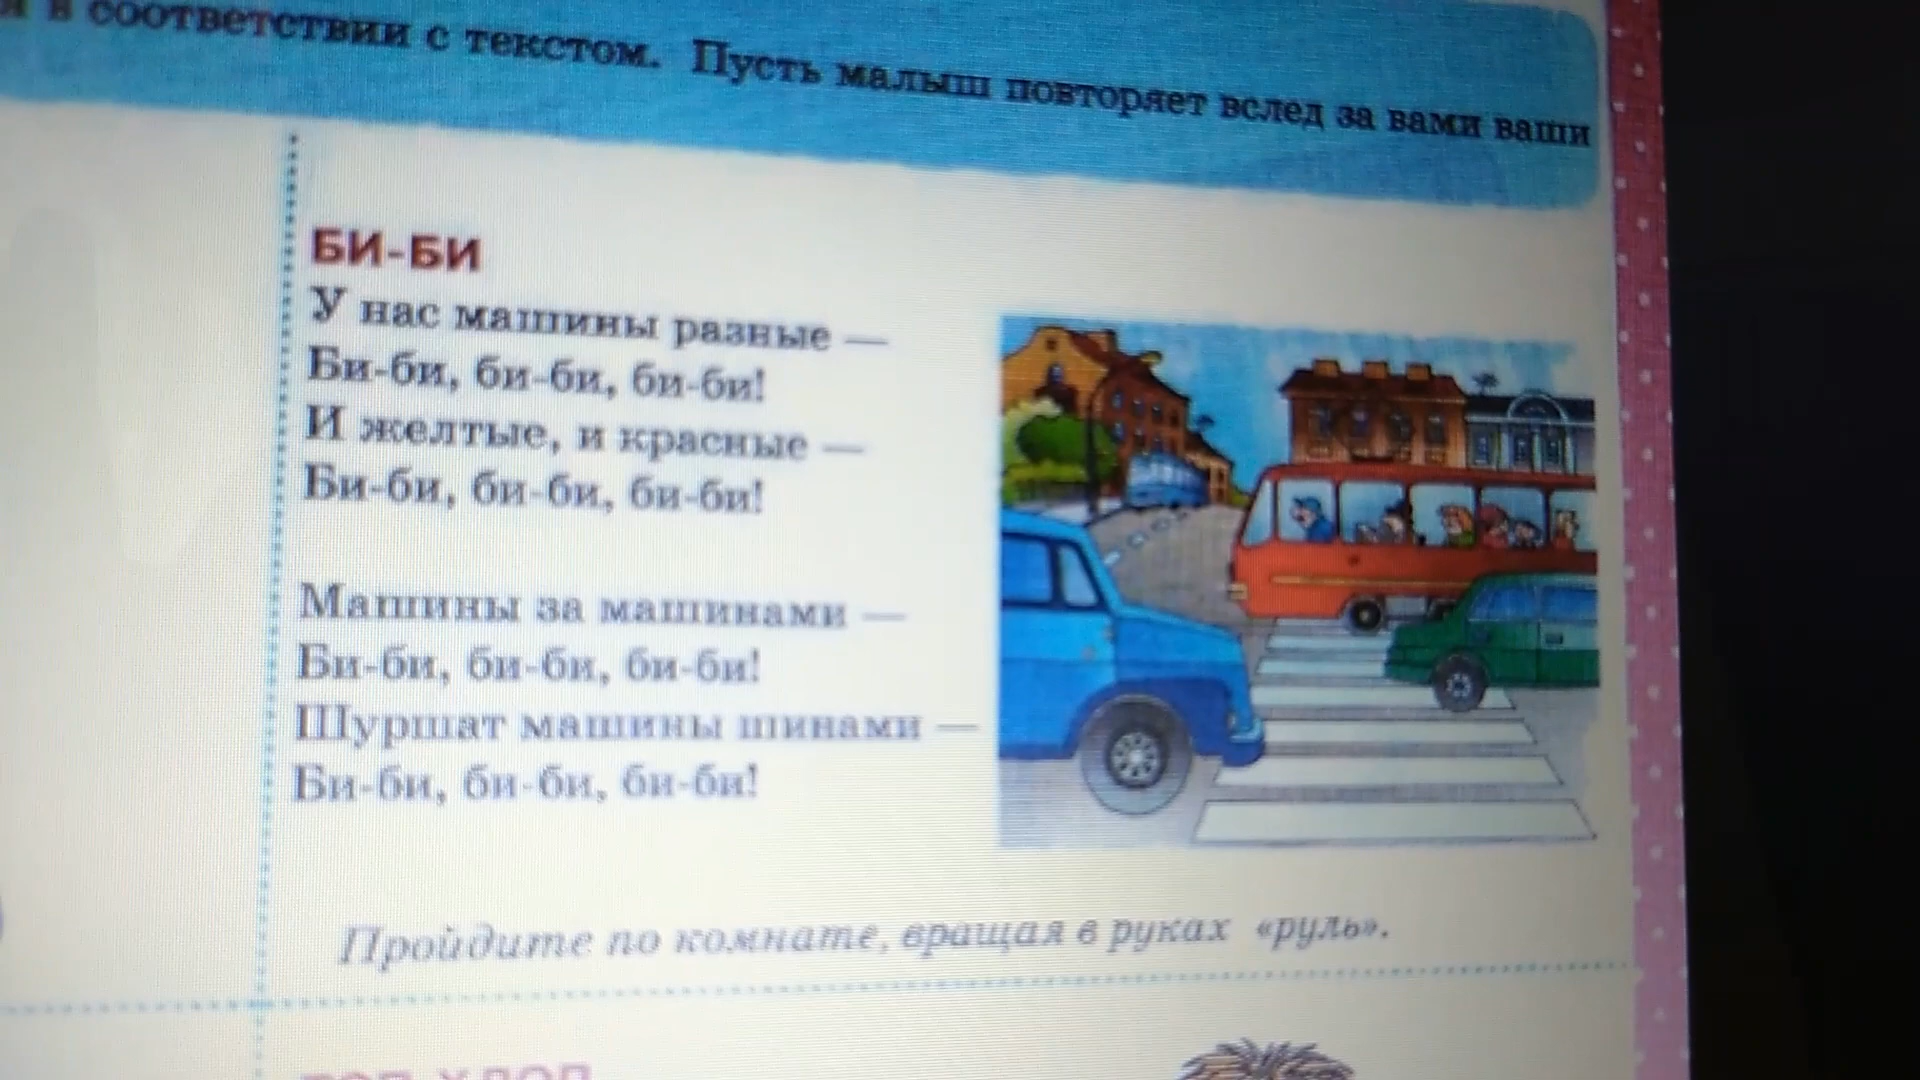 в соответствии с текстом. Пусть малыш повторяет вслед за вами ваши
БИ-БИ
У нас машины разные —
Би-би, би-би, би-би!
И желтые, и красные —
Би-би, би-би, би-би!
Машины за машинами —
Би-би, би-би, би-би!
Шуршат машины шинами —
Би-би, би-би, би-би!
Пройдите по комнате, вращая в руках «руль».